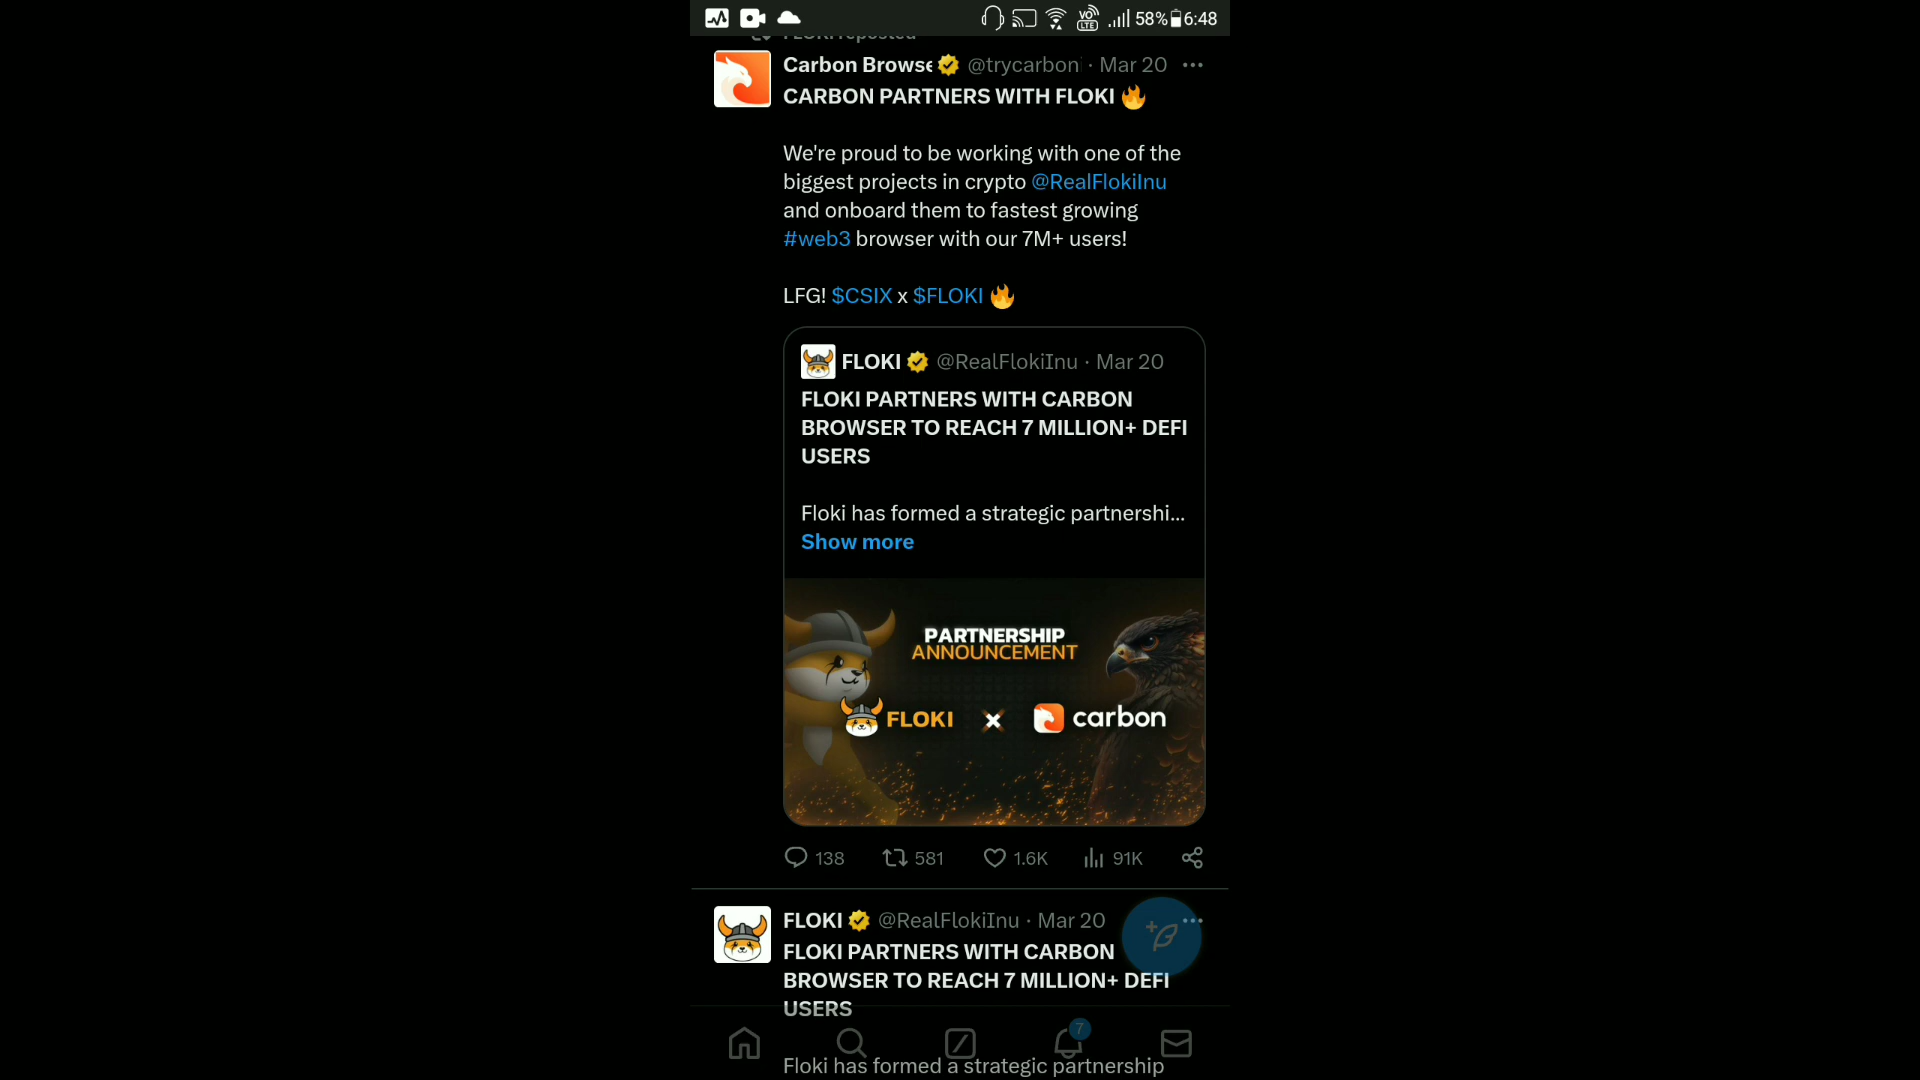 VO
LTE
58%
6:48
FLOKI reposted
Carbon Browse @trycarbon · Mar 20
CARBON PARTNERS WITH FLOKI 🔥
We're proud to be working with one of the
biggest projects in crypto @RealFlokiInu
and onboard them to fastest growing
#web3 browser with our 7M+ users!
LFG! $CSIX x $FLOKI 🔥
FLOKI @RealFlokiInu · Mar 20
FLOKI PARTNERS WITH CARBON
BROWSER TO REACH 7 MILLION+ DEFI
USERS
Floki has formed a strategic partnershi...
Show more
PARTNERSHIP
ANNOUNCEMENT
FLOKI x carbon
138 581 1.6K 91K
FLOKI @RealFlokiInu · Mar 20
FLOKI PARTNERS WITH CARBON
BROWSER TO REACH 7 MILLION+ DEFI
USERS
7
Floki has formed a strategic partnership